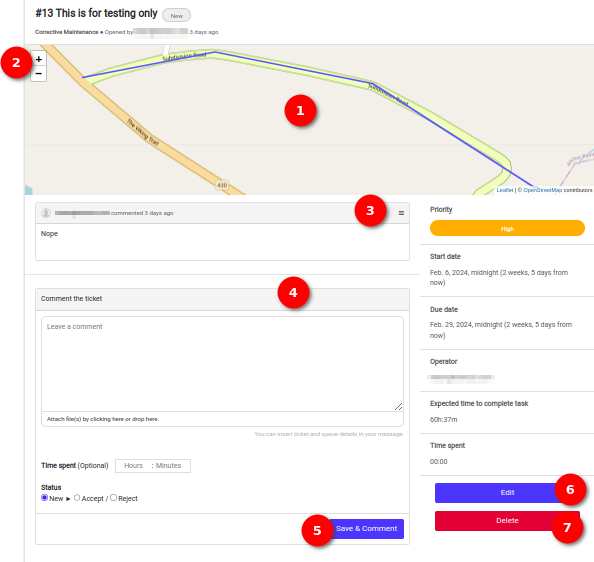 #13 This is for testing only New
Corrective Maintenance • Opened by 3 days ago
2
+
−
Subdivision Road
Subdivision Road
1
The Viking Trail
430
Leaflet | © OpenStreetMap contributors
commented 3 days ago
3
≡
Nope
4
Comment the ticket
Leave a comment
Attach file(s) by clicking here or drop here.
You can insert ticket and queue details in your message.
Time spent (Optional) Hours : Minutes
Status
New ► Accept / Reject
5 Save & Comment
Priority
High
Start date
Feb. 6, 2024, midnight (2 weeks, 5 days from
now)
Due date
Feb. 29, 2024, midnight (2 weeks, 5 days from
now)
Operator
Expected time to complete task
60h:37m
Time spent
00:00
Edit 6
Delete 7